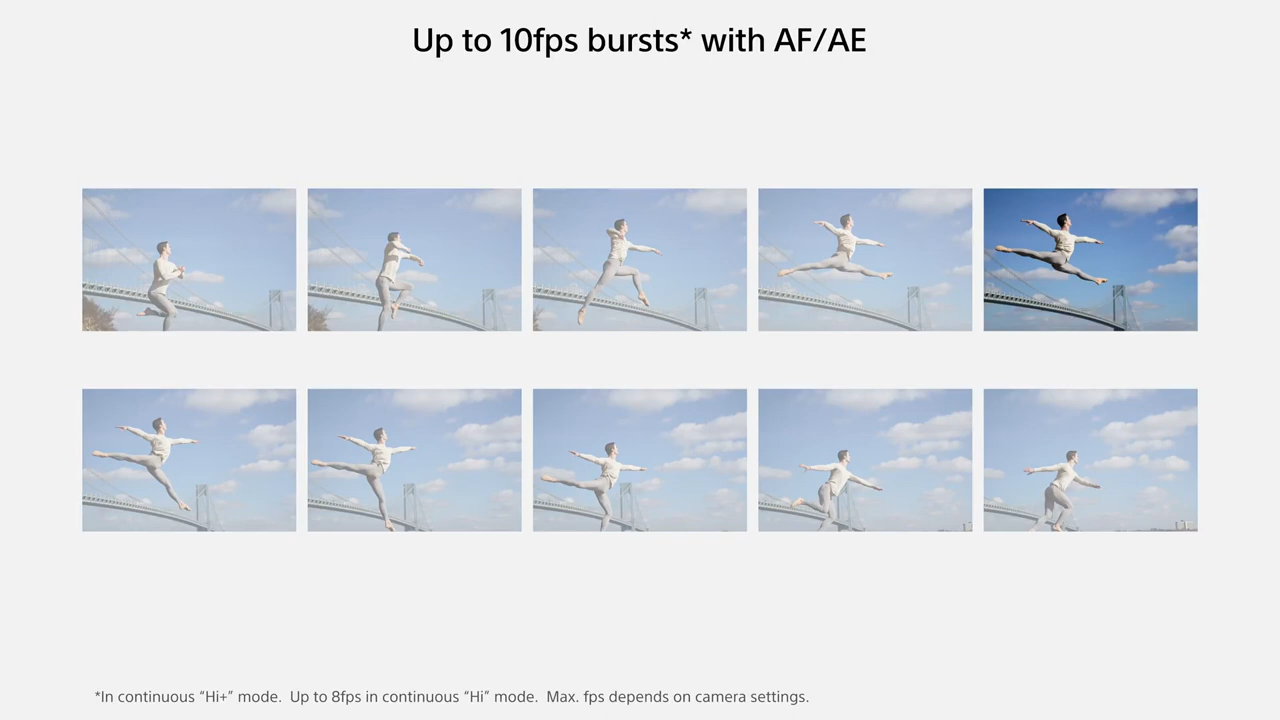 Up to 10fps bursts* with AF/AE
*In continuous “Hi+” mode.  Up to 8fps in continuous “Hi” mode.  Max. fps depends on camera settings.